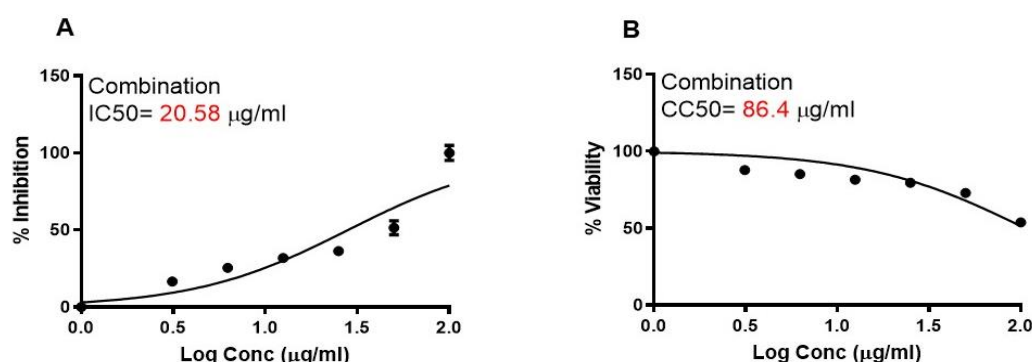 A
Combination
IC50= 20.58 μg/ml
% Inhibition
150
100
50
0
0.0 0.5 1.0 1.5 2.0
Log Conc (μg/ml)
B
Combination
CC50= 86.4 μg/ml
% Viability
150
100
50
0
0.0 0.5 1.0 1.5 2.0
Log Conc (μg/ml)